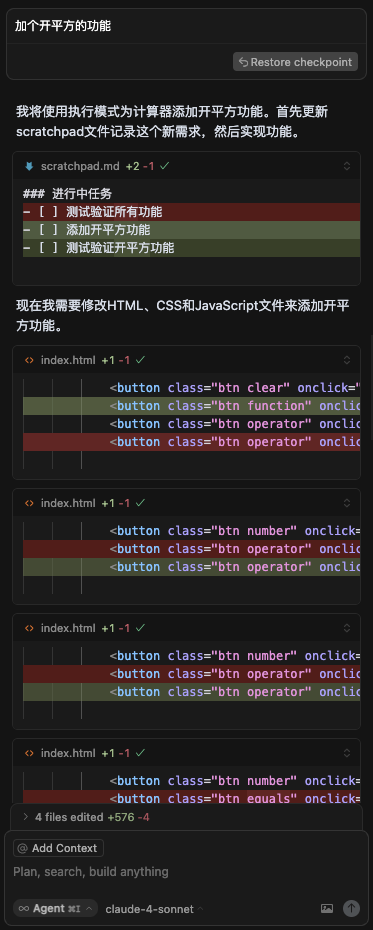 加个开平方的功能
Restore checkpoint
我将使用执行模式为计算器添加开平方功能。首先更新
scratchpad文件记录这个新需求，然后实现功能。
scratchpad.md +2 -1
### 进行中任务
- [ ] 测试验证所有功能
- [ ] 添加开平方功能
- [ ] 测试验证开平方功能
现在我需要修改HTML、CSS和JavaScript文件来添加开平
方功能。
index.html +1 -1
<button class="btn clear" onclick="
<button class="btn function" onclic
<button class="btn operator" onclic
<button class="btn operator" onclic
index.html +1 -1
<button class="btn number" onclick=
<button class="btn operator" onclic
<button class="btn operator" onclic
index.html +1 -1
<button class="btn number" onclick=
<button class="btn operator" onclic
<button class="btn operator" onclic
index.html +1 -1
<button class="btn number" onclick=
<button class="btn equals" onclick=
4 files edited +576 -4
@ Add Context
Plan, search, build anything
Agent ⌘I
claude-4-sonnet